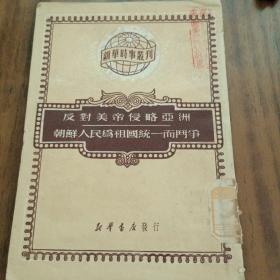 新華時事叢刊
反對美帝侵略亞洲
朝鮮人民爲祖國統一而鬥爭
新華書店發行